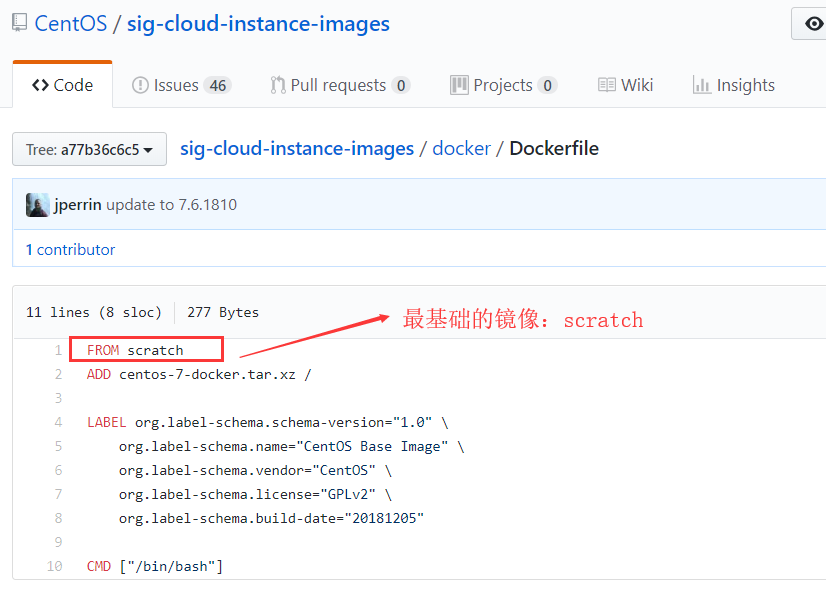 CentOS / sig-cloud-instance-images
Code Issues 46 Pull requests 0 Projects 0 Wiki Insights
Tree: a77b36c6c5 sig-cloud-instance-images / docker / Dockerfile
jperrin update to 7.6.1810
1 contributor
11 lines (8 sloc) 277 Bytes
最基础的镜像：scratch
1 FROM scratch
2 ADD centos-7-docker.tar.xz /
3
4 LABEL org.label-schema.schema-version="1.0" \
5 org.label-schema.name="CentOS Base Image" \
6 org.label-schema.vendor="CentOS" \
7 org.label-schema.license="GPLv2" \
8 org.label-schema.build-date="20181205"
9
10 CMD ["/bin/bash"]